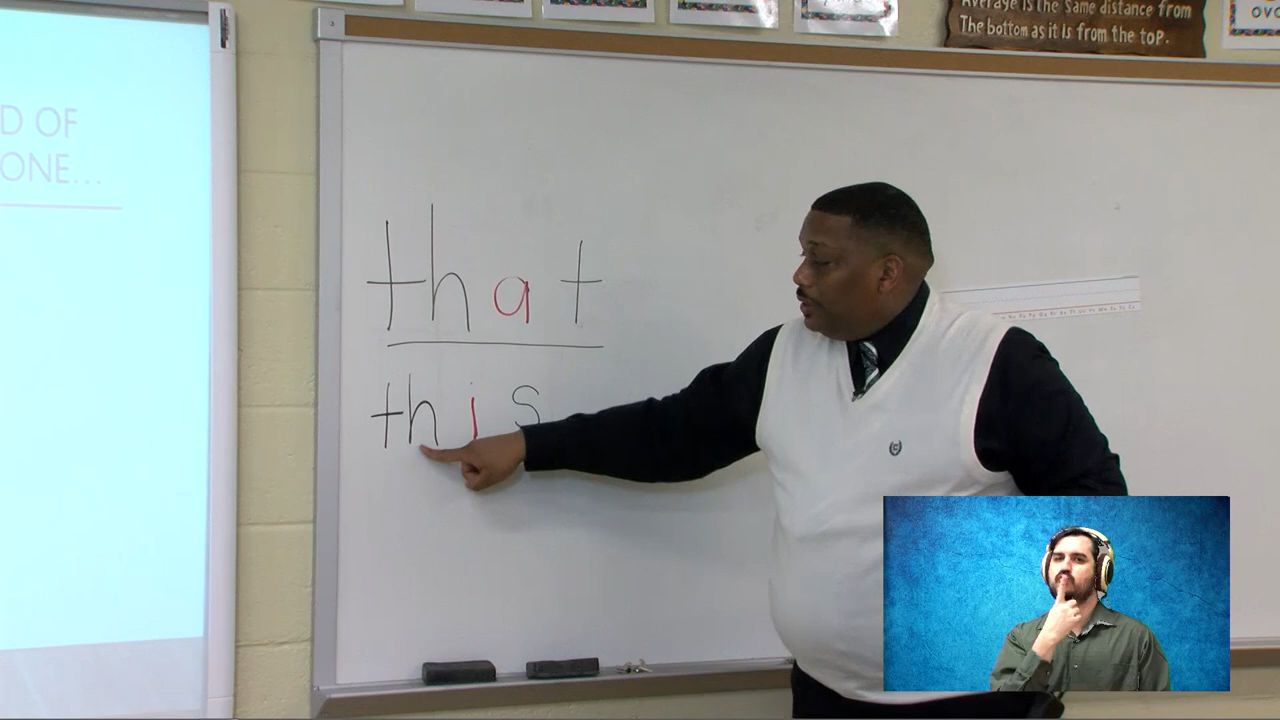 Average is the same distance from
The bottom as it is from the top.
D OF
ONE...
that
this